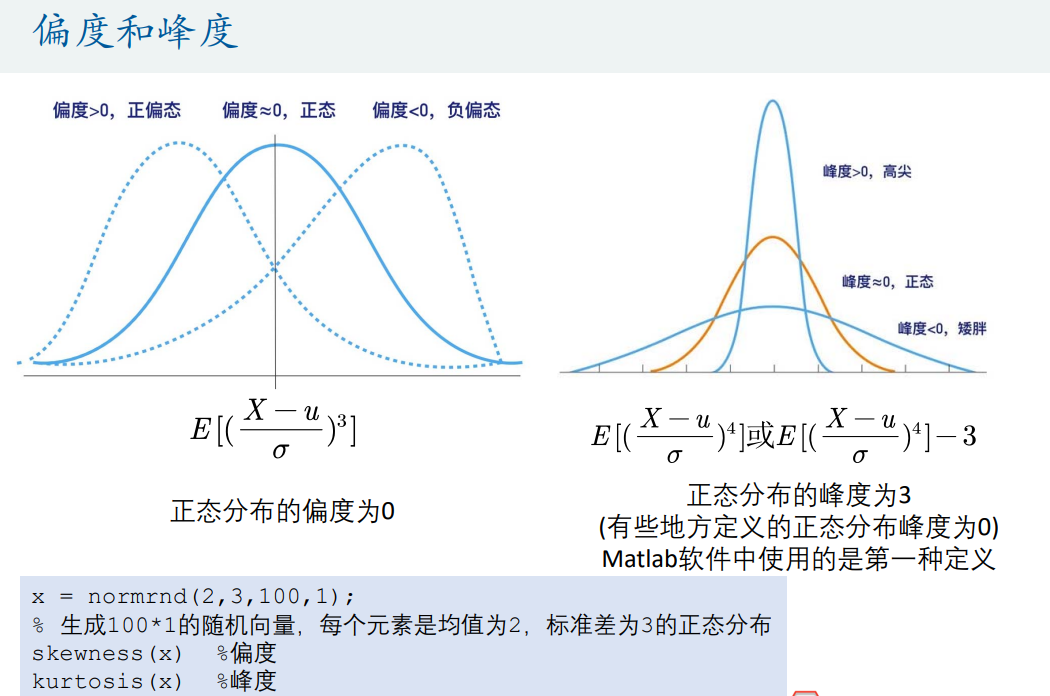 偏度和峰度
偏度>0，正偏态
偏度≈0，正态
偏度<0，负偏态
峰度>0，高尖
峰度≈0，正态
峰度<0，矮胖
E[(\frac{X-u}{σ})^3]
E[(\frac{X-u}{σ})^4]或E[(\frac{X-u}{σ})^4]-3
正态分布的偏度为0
正态分布的峰度为3
(有些地方定义的正态分布峰度为0)
Matlab软件中使用的是第一种定义
x = normrnd(2,3,100,1);
% 生成100*1的随机向量，每个元素是均值为2，标准差为3的正态分布
skewness(x) %偏度
kurtosis(x) %峰度